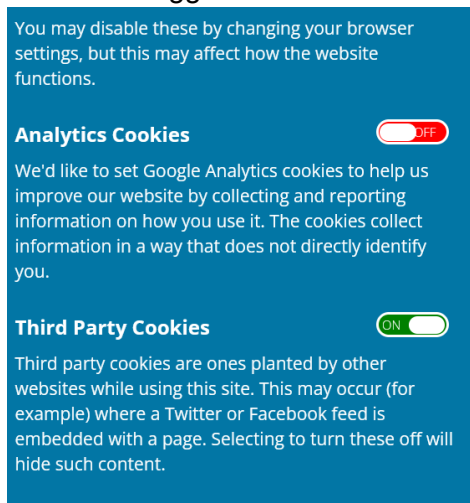 You may disable these by changing your browser
settings, but this may affect how the website
functions.
Analytics Cookies OFF
We'd like to set Google Analytics cookies to help us
improve our website by collecting and reporting
information on how you use it. The cookies collect
information in a way that does not directly identify
you.
Third Party Cookies ON
Third party cookies are ones planted by other
websites while using this site. This may occur (for
example) where a Twitter or Facebook feed is
embedded with a page. Selecting to turn these off will
hide such content.